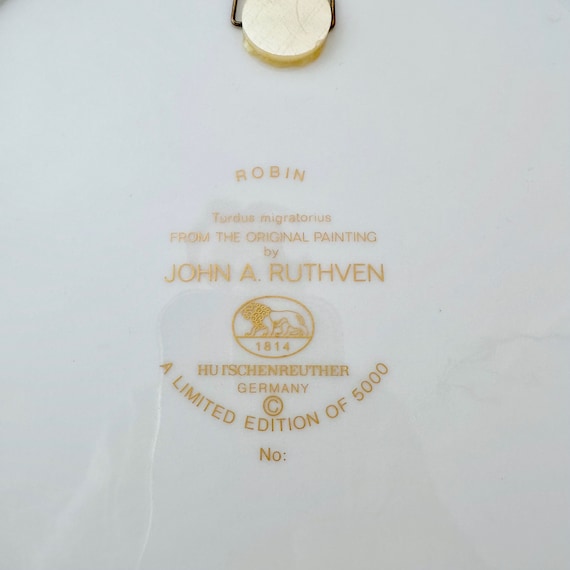 ROBIN
Turdus migratorius
FROM THE ORIGINAL PAINTING
by
JOHN A. RUTHVEN
1814
HUTSCHENREUTHER
GERMANY
©
A LIMITED EDITION OF 5000
No: